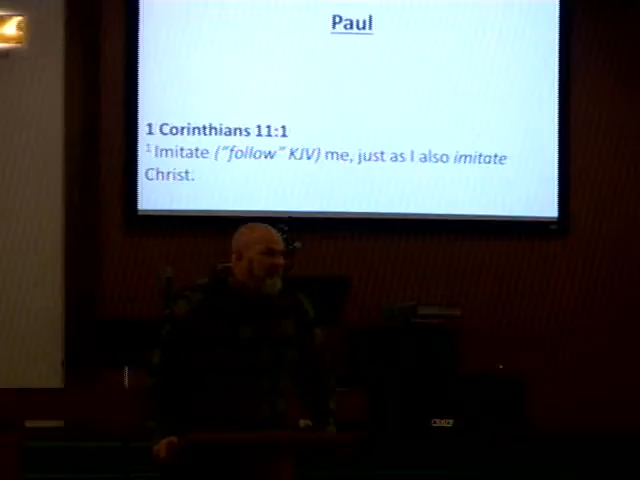 Paul
1 Corinthians 11:1
1 Imitate ("follow" KJV) me, just as I also imitate
Christ.